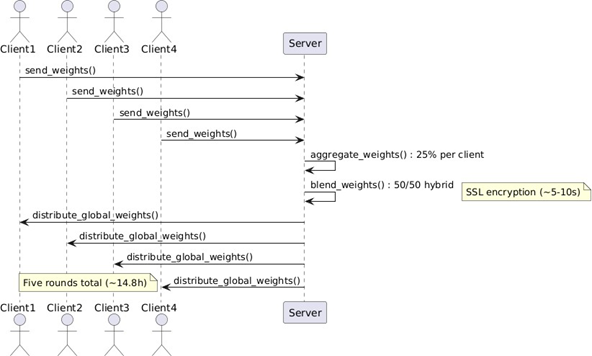 Client1 Client2 Client3 Client4 Server
send_weights()
send_weights()
send_weights()
send_weights()
aggregate_weights() : 25% per client
blend_weights() : 50/50 hybrid
SSL encryption (~5-10s)
distribute_global_weights()
distribute_global_weights()
distribute_global_weights()
Five rounds total (~14.8h)
distribute_global_weights()
Client1 Client2 Client3 Client4 Server